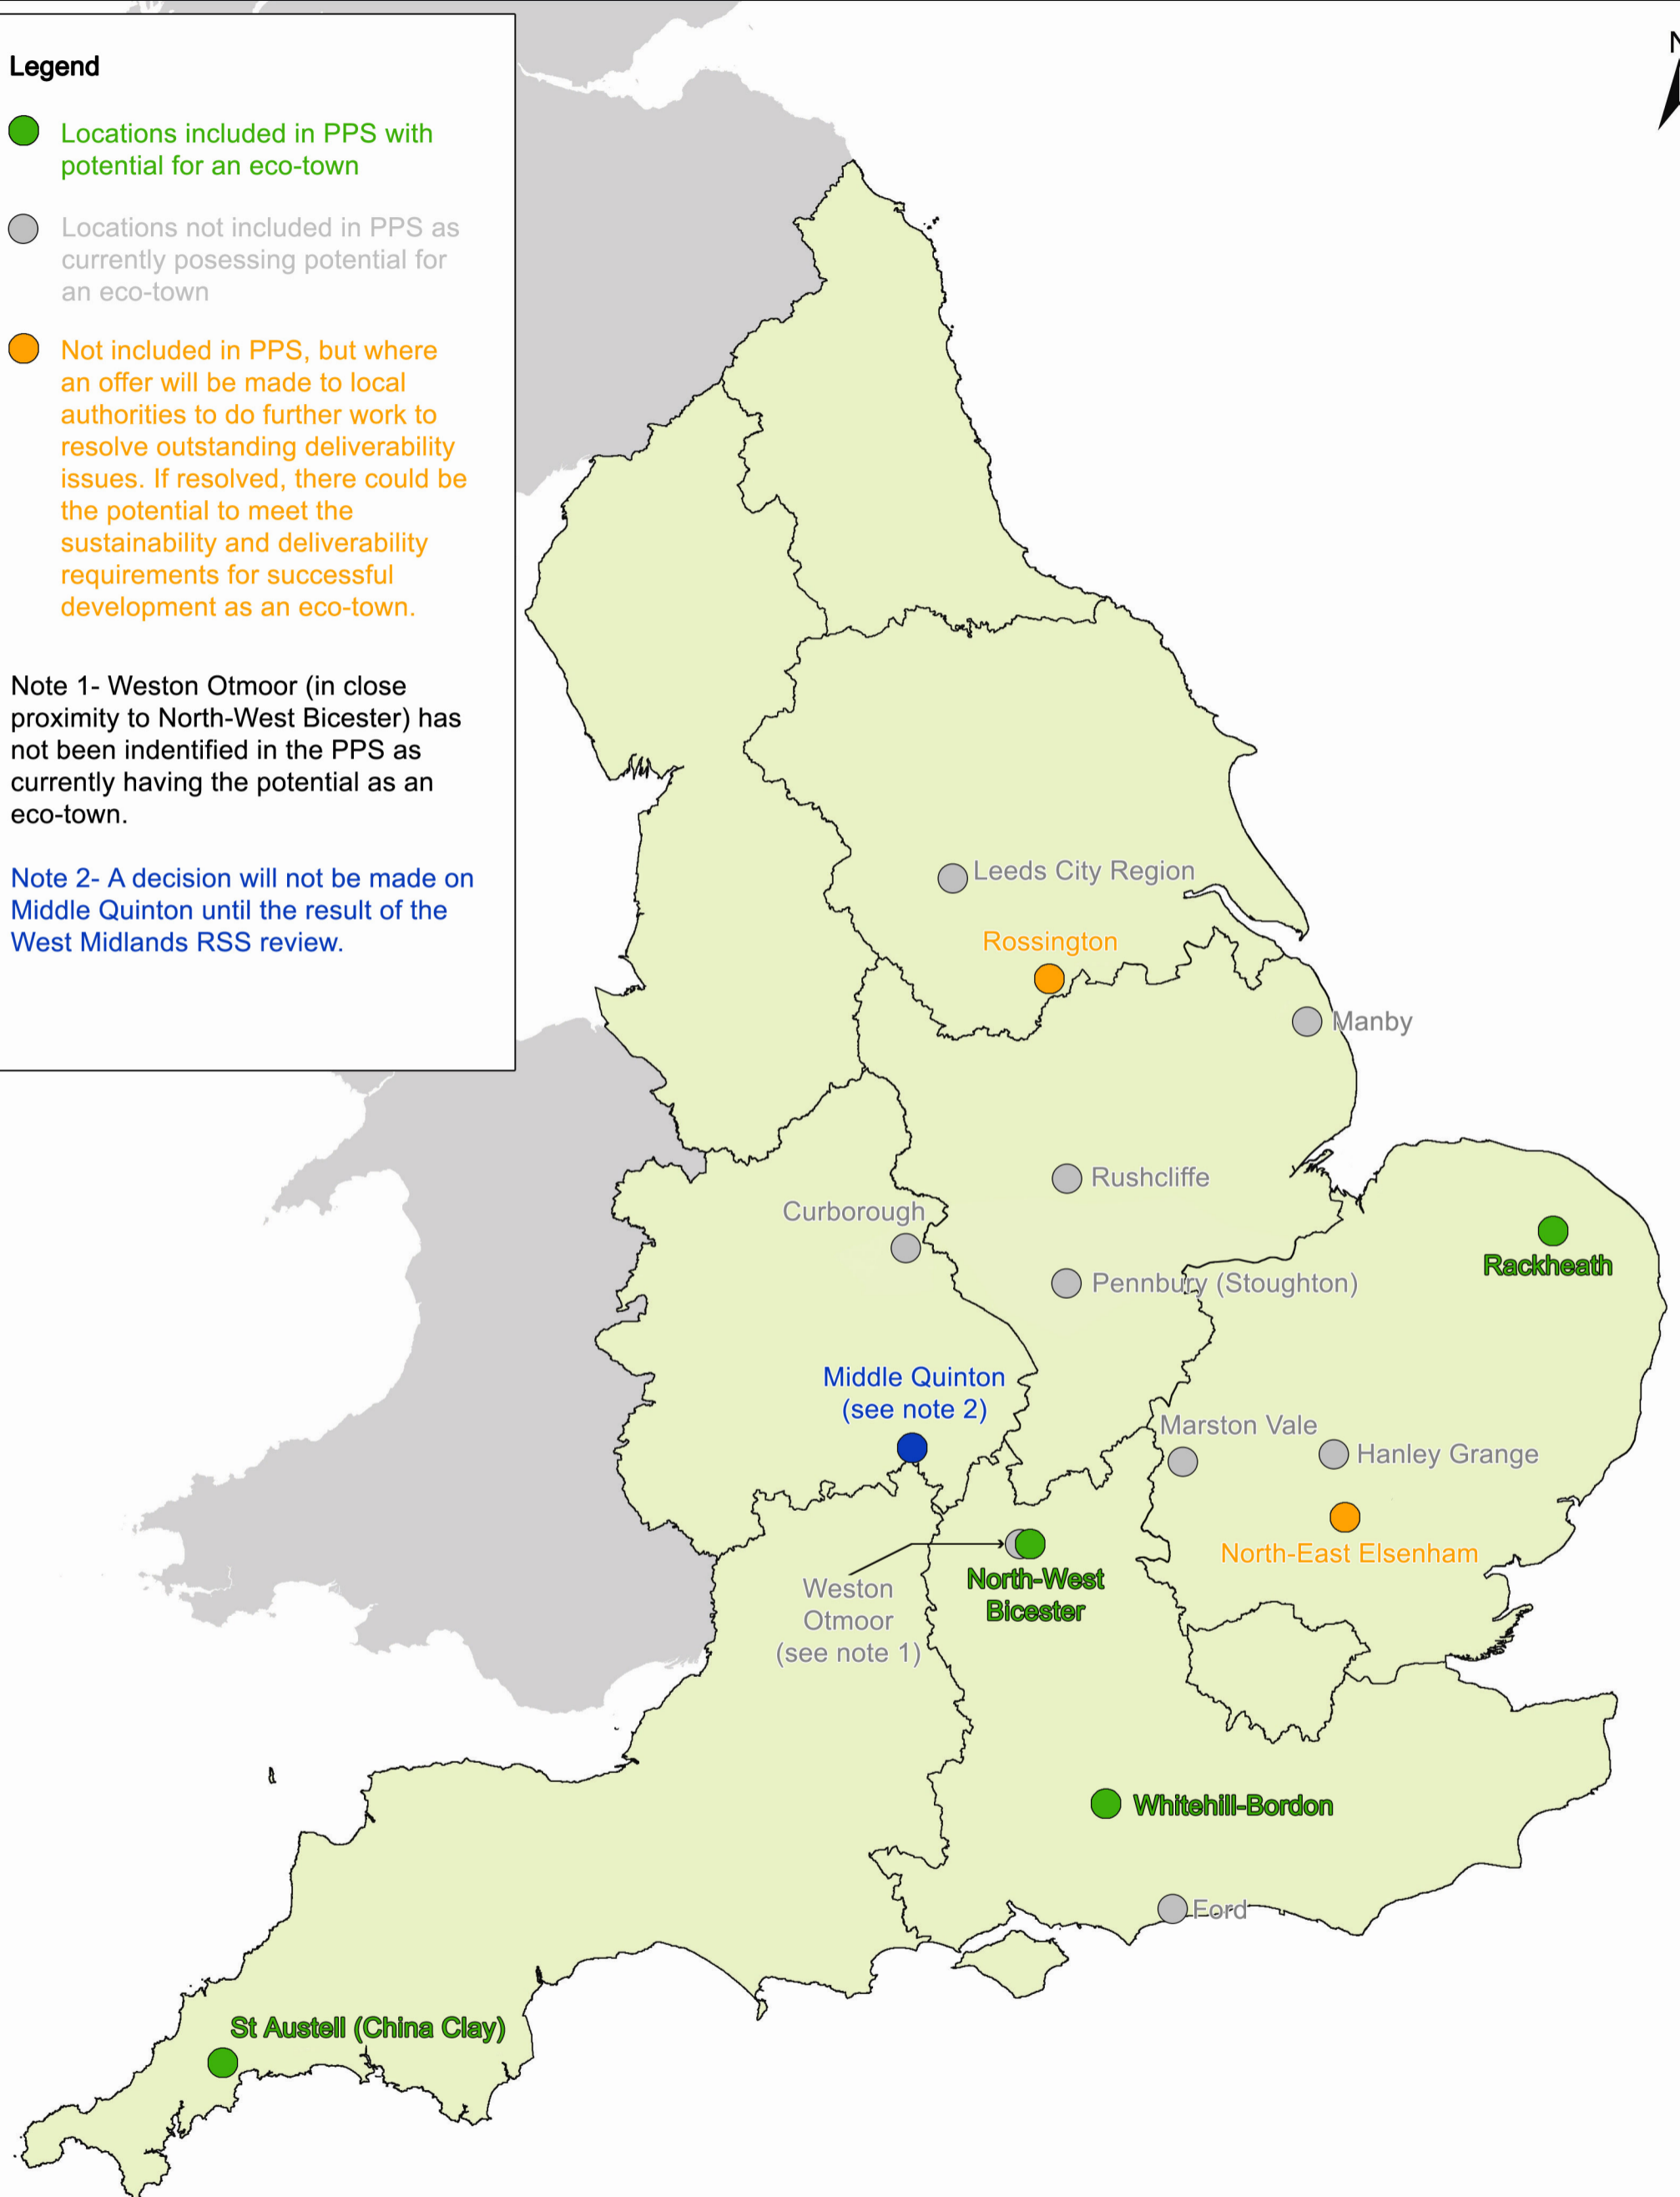 Legend
Locations included in PPS with
potential for an eco-town
Locations not included in PPS as
currently posessing potential for
an eco-town
Not included in PPS, but where
an offer will be made to local
authorities to do further work to
resolve outstanding deliverability
issues. If resolved, there could be
the potential to meet the
sustainability and deliverability
requirements for successful
development as an eco-town.
Note 1- Weston Otmoor (in close
proximity to North-West Bicester) has
not been indentified in the PPS as
currently having the potential as an
eco-town.
Note 2- A decision will not be made on
Middle Quinton until the result of the
West Midlands RSS review.
N
Leeds City Region
Rossington
Manby
Rushcliffe
Curborough
Rackheath
Pennbury (Stoughton)
Middle Quinton
(see note 2)
Marston Vale
Hanley Grange
North-East Elsenham
North-West
Bicester
Weston
Otmoor
(see note 1)
Whitehill-Bordon
Ford
St Austell (China Clay)